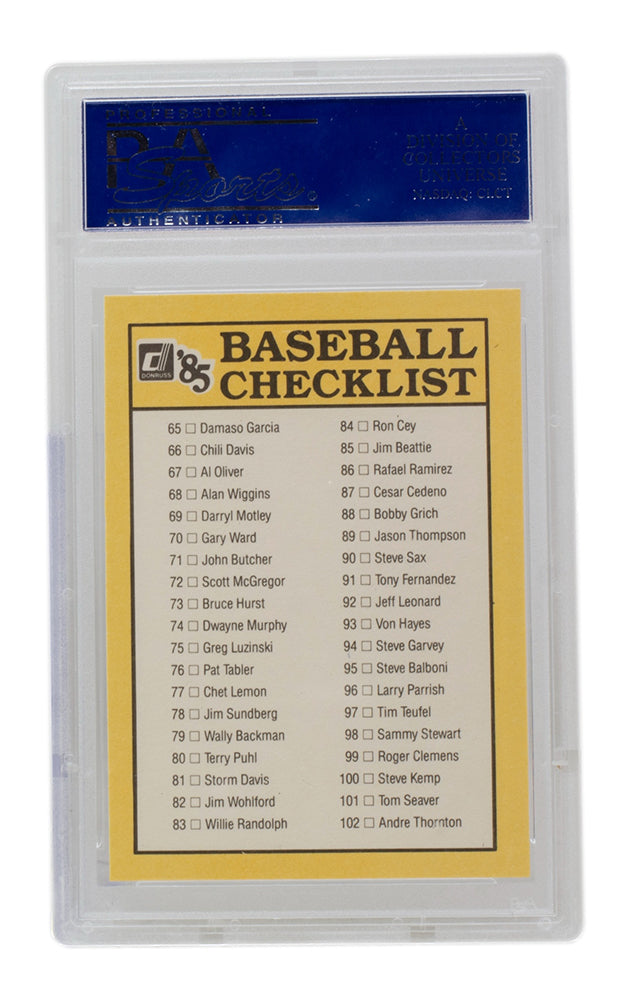 PROFESSIONAL
PSA
Sports.
AUTHENTICATOR
A
DIVISION OF
COLLECTORS
UNIVERSE
NASDAQ: CLCT
DONRUSS
'85
BASEBALL
CHECKLIST
65 □ Damaso Garcia
66 □ Chili Davis
67 □ Al Oliver
68 □ Alan Wiggins
69 □ Darryl Motley
70 □ Gary Ward
71 □ John Butcher
72 □ Scott McGregor
73 □ Bruce Hurst
74 □ Dwayne Murphy
75 □ Greg Luzinski
76 □ Pat Tabler
77 □ Chet Lemon
78 □ Jim Sundberg
79 □ Wally Backman
80 □ Terry Puhl
81 □ Storm Davis
82 □ Jim Wohlford
83 □ Willie Randolph
84 □ Ron Cey
85 □ Jim Beattie
86 □ Rafael Ramirez
87 □ Cesar Cedeno
88 □ Bobby Grich
89 □ Jason Thompson
90 □ Steve Sax
91 □ Tony Fernandez
92 □ Jeff Leonard
93 □ Von Hayes
94 □ Steve Garvey
95 □ Steve Balboni
96 □ Larry Parrish
97 □ Tim Teufel
98 □ Sammy Stewart
99 □ Roger Clemens
100 □ Steve Kemp
101 □ Tom Seaver
102 □ Andre Thornton
PSA